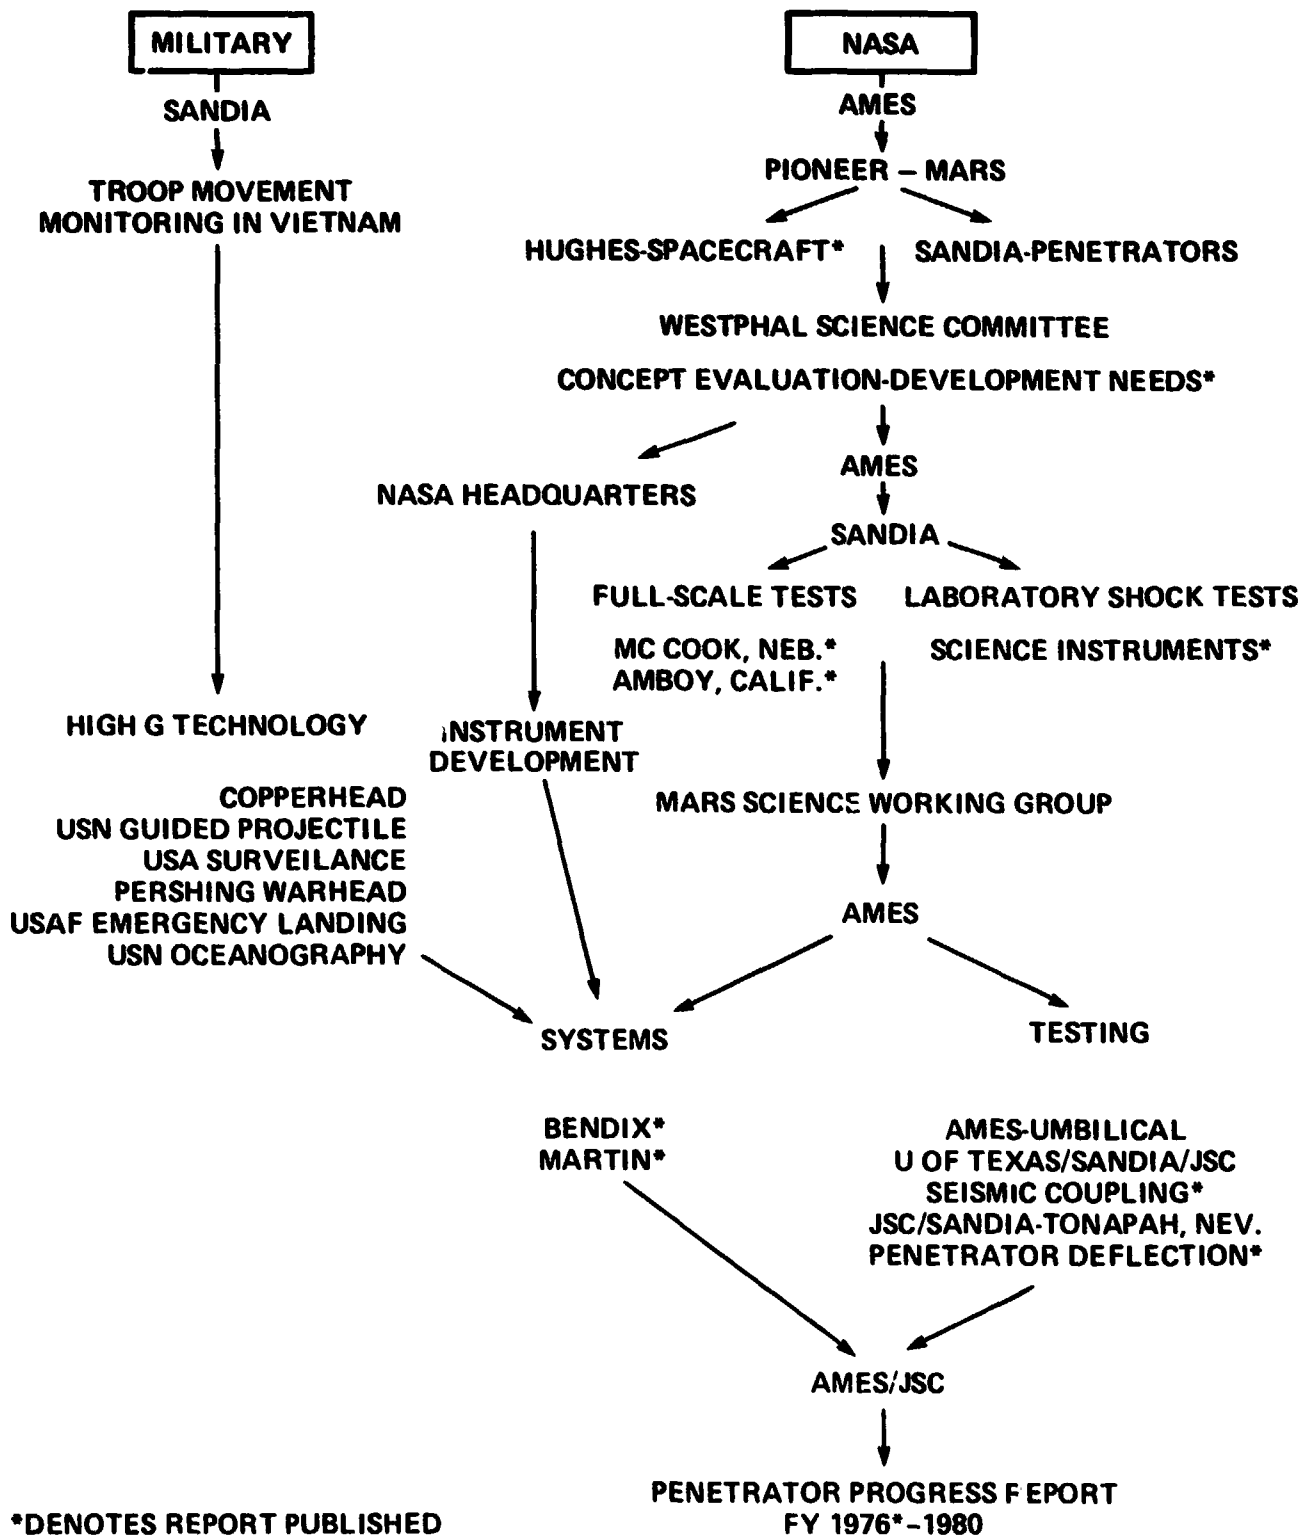 MILITARY
SANDIA
TROOP MOVEMENT
MONITORING IN VIETNAM
HIGH G TECHNOLOGY
COPPERHEAD
USN GUIDED PROJECTILE
USA SURVEILANCE
PERSHING WARHEAD
USAF EMERGENCY LANDING
USN OCEANOGRAPHY
NASA
AMES
PIONEER – MARS
HUGHES-SPACECRAFT*
SANDIA-PENETRATORS
WESTPHAL SCIENCE COMMITTEE
CONCEPT EVALUATION-DEVELOPMENT NEEDS*
NASA HEADQUARTERS
INSTRUMENT
DEVELOPMENT
AMES
SANDIA
FULL-SCALE TESTS
MC COOK, NEB.*
AMBOY, CALIF.*
LABORATORY SHOCK TESTS
SCIENCE INSTRUMENTS*
MARS SCIENCE WORKING GROUP
AMES
SYSTEMS
BENDIX*
MARTIN*
TESTING
AMES-UMBILICAL
U OF TEXAS/SANDIA/JSC
SEISMIC COUPLING*
JSC/SANDIA-TONAPAH, NEV.
PENETRATOR DEFLECTION*
AMES/JSC
PENETRATOR PROGRESS REPORT
FY 1976*-1980
*DENOTES REPORT PUBLISHED